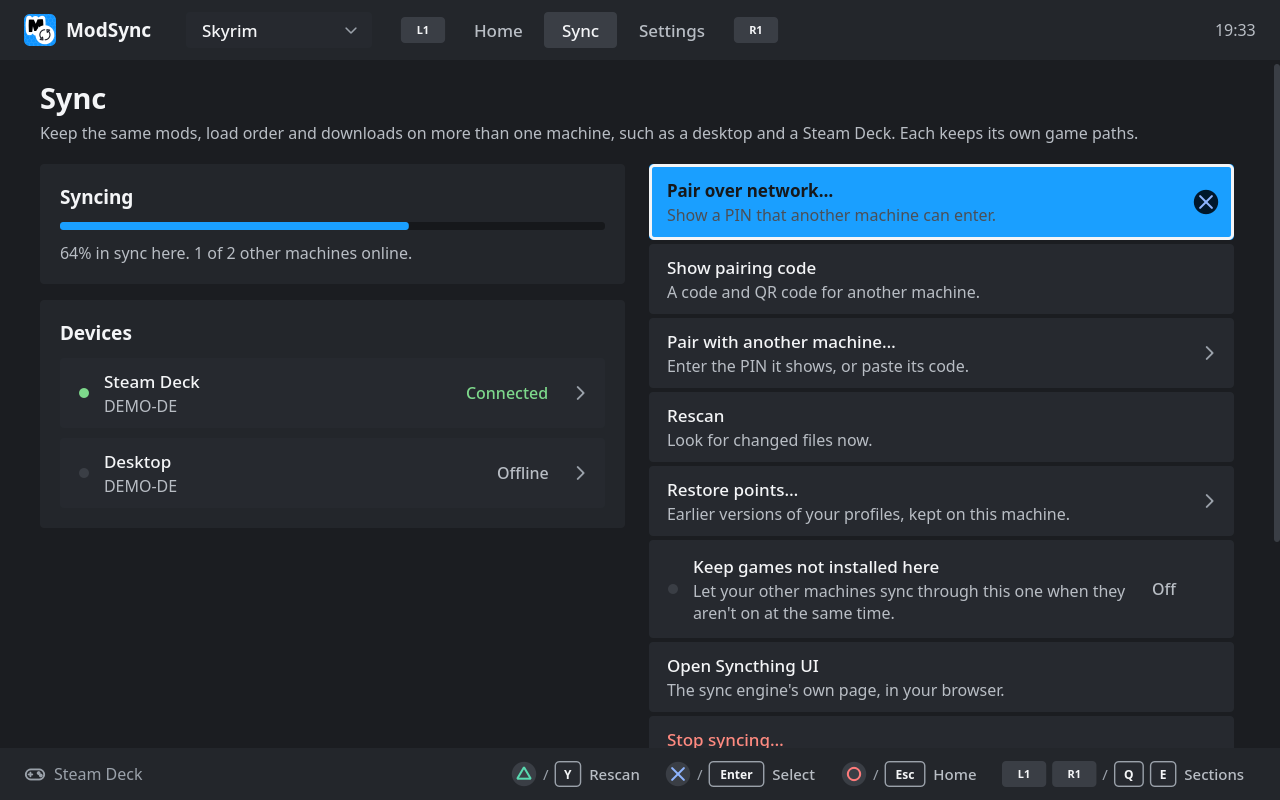 ModSync
Skyrim
L1
Home
Sync
Settings
R1
19:33
Sync
Keep the same mods, load order and downloads on more than one machine, such as a desktop and a Steam Deck. Each keeps its own game paths.
Syncing
64% in sync here. 1 of 2 other machines online.
Devices
Steam Deck
DEMO-DE
Connected
Desktop
DEMO-DE
Offline
Pair over network...
Show a PIN that another machine can enter.
Show pairing code
A code and QR code for another machine.
Pair with another machine...
Enter the PIN it shows, or paste its code.
Rescan
Look for changed files now.
Restore points...
Earlier versions of your profiles, kept on this machine.
Keep games not installed here
Let your other machines sync through this one when they
aren't on at the same time.
Off
Open Syncthing UI
The sync engine's own page, in your browser.
Stop syncing...
Steam Deck
/ Y Rescan
/ Enter Select
/ Esc Home
L1 R1 / Q E Sections